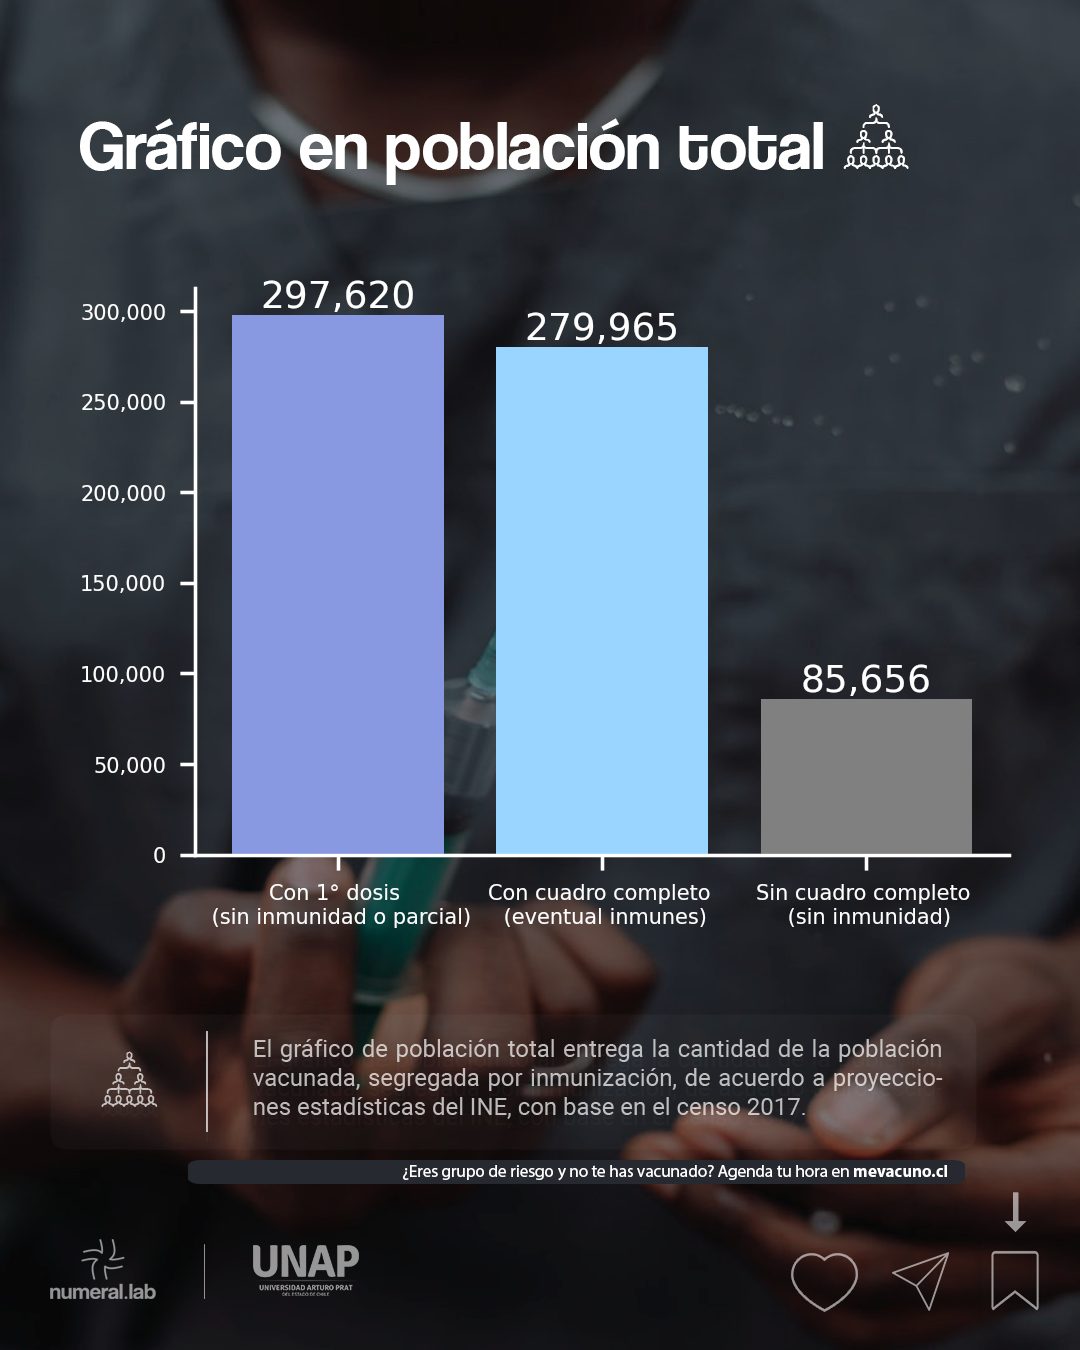 Gráfico en población total
297,620
279,965
85,656
300,000
250,000
200,000
150,000
100,000
50,000
0
Con 1° dosis
(sin inmunidad o parcial)
Con cuadro completo
(eventual inmunes)
Sin cuadro completo
(sin inmunidad)
El gráfico de población total entrega la cantidad de la población
vacunada, segregada por inmunización, de acuerdo a proyeccio-
nes estadísticas del INE, con base en el censo 2017.
¿Eres grupo de riesgo y no te has vacunado? Agenda tu hora en mevacuno.cl
numeral.lab
UNAP
UNIVERSIDAD ARTURO PRAT
DEL ESTADO DE CHILE